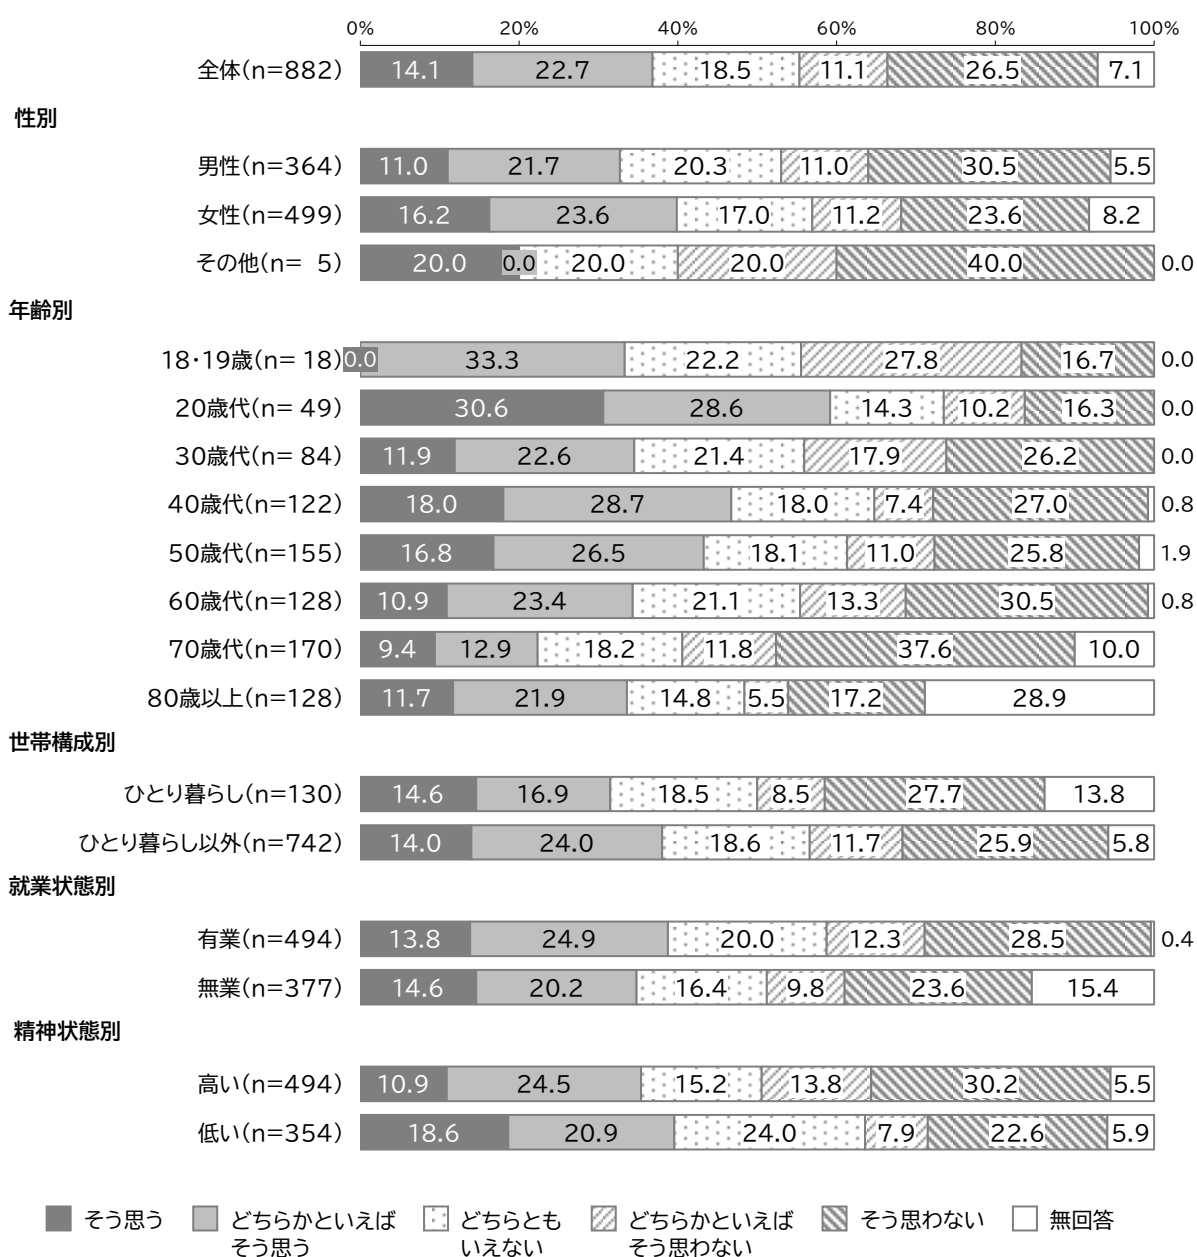 0% 20% 40% 60% 80% 100%
全体(n=882) 14.1 22.7 18.5 11.1 26.5 7.1
性別
男性(n=364) 11.0 21.7 20.3 11.0 30.5 5.5
女性(n=499) 16.2 23.6 17.0 11.2 23.6 8.2
その他(n= 5) 20.0 0.0 20.0 20.0 40.0 0.0
年齢別
18・19歳(n= 18) 0.0 33.3 22.2 27.8 16.7 0.0
20歳代(n= 49) 30.6 28.6 14.3 10.2 16.3 0.0
30歳代(n= 84) 11.9 22.6 21.4 17.9 26.2 0.0
40歳代(n=122) 18.0 28.7 18.0 7.4 27.0 0.8
50歳代(n=155) 16.8 26.5 18.1 11.0 25.8 1.9
60歳代(n=128) 10.9 23.4 21.1 13.3 30.5 0.8
70歳代(n=170) 9.4 12.9 18.2 11.8 37.6 10.0
80歳以上(n=128) 11.7 21.9 14.8 5.5 17.2 28.9
世帯構成別
ひとり暮らし(n=130) 14.6 16.9 18.5 8.5 27.7 13.8
ひとり暮らし以外(n=742) 14.0 24.0 18.6 11.7 25.9 5.8
就業状態別
有業(n=494) 13.8 24.9 20.0 12.3 28.5 0.4
無業(n=377) 14.6 20.2 16.4 9.8 23.6 15.4
精神状態別
高い(n=494) 10.9 24.5 15.2 13.8 30.2 5.5
低い(n=354) 18.6 20.9 24.0 7.9 22.6 5.9
そう思う どちらかといえば どちらとも どちらかといえば そう思わない 無回答
そう思う いえない そう思わない